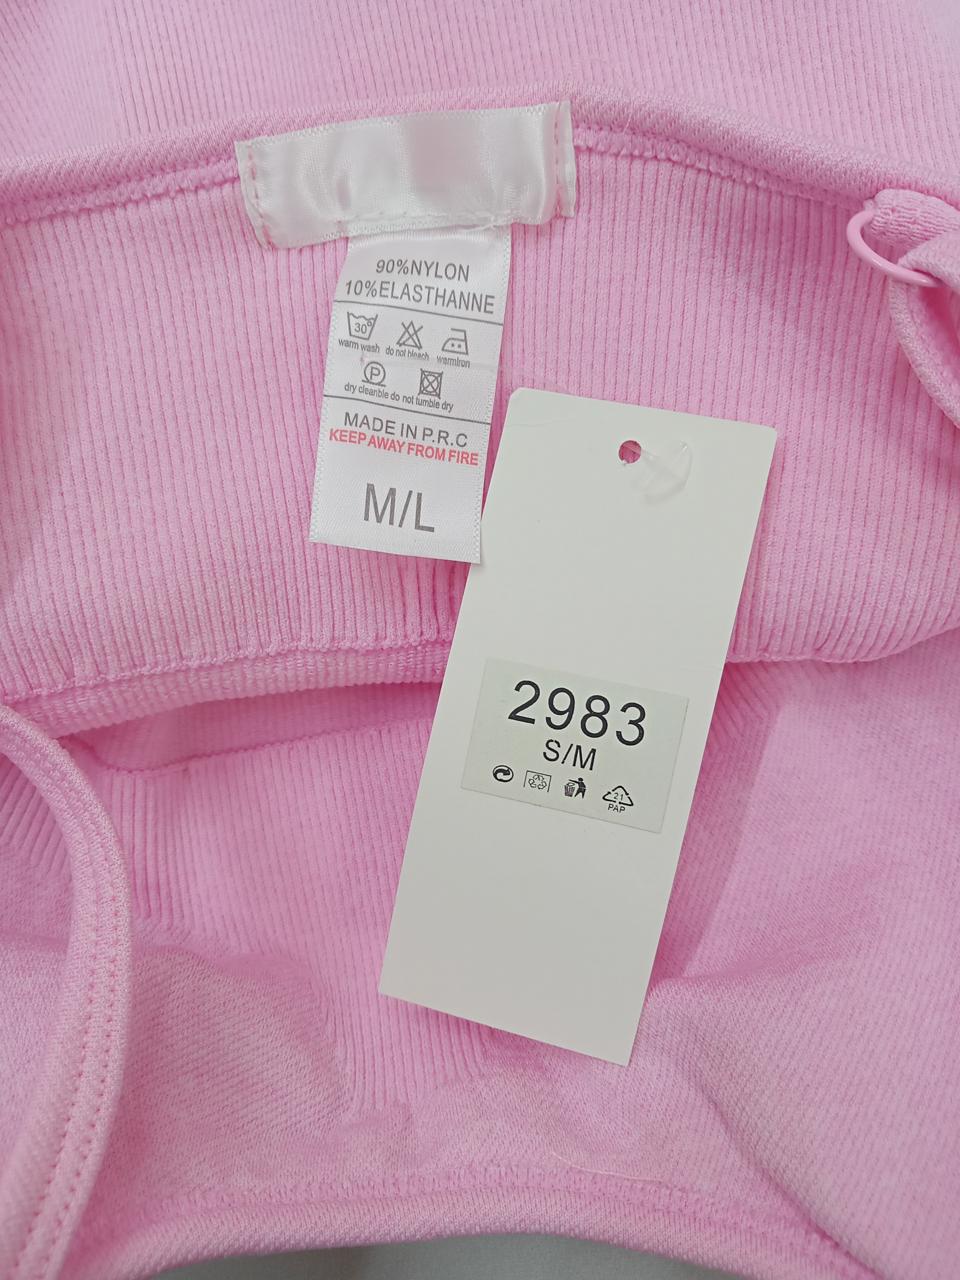 90%NYLON
10%ELASTHANNE
30°
warm wash do not bleach warmIron
P
dry cleanble do not tumble dry
MADE IN P.R.C
KEEP AWAY FROM FIRE
M/L
2983
S/M
21
PAP